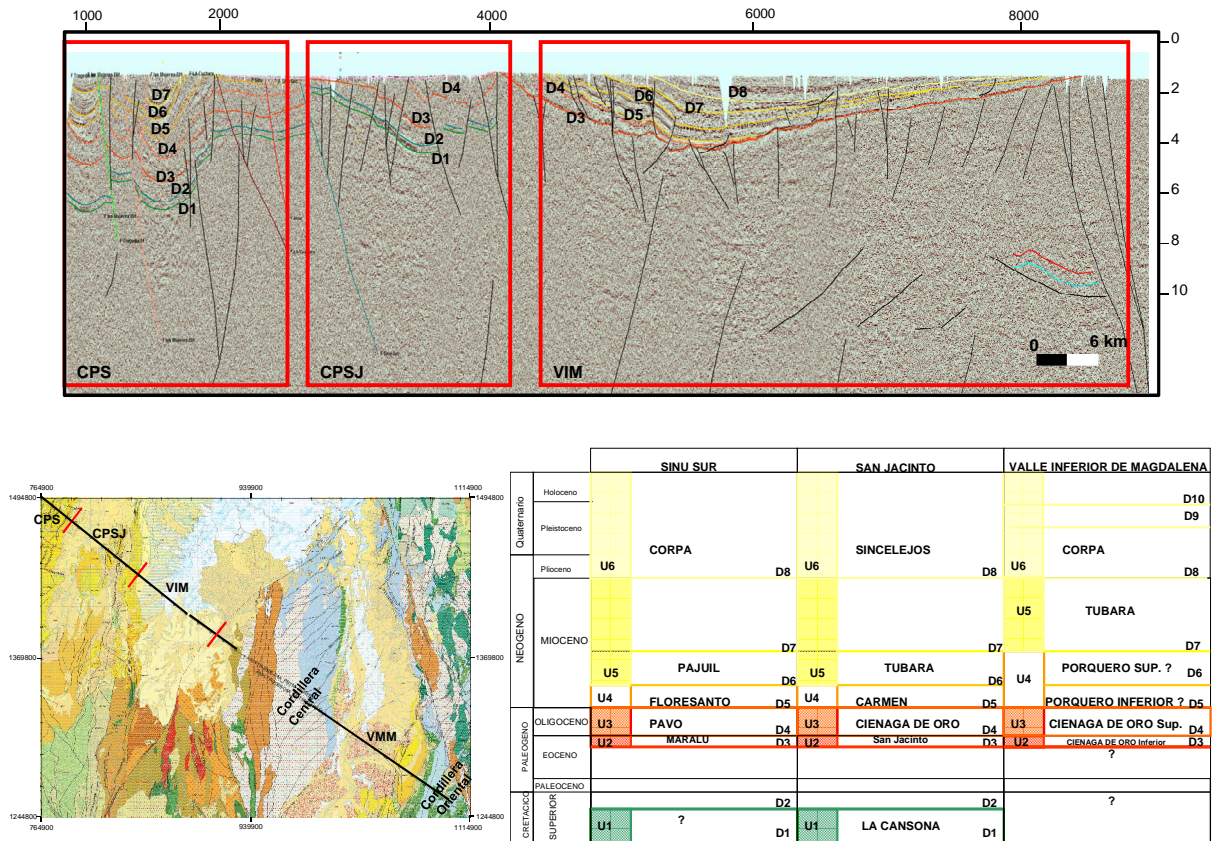 1000 2000 4000 6000 8000
0
2
4
6
8
10
D7
D6
D5
D4
D3
D2
D1
D4
D3
D2
D1
D4
D3
D6
D5
D7
D8
0 6 km
CPS
CPSJ
VIM
764900 939900 1114900
1494800 1494800
CPS
CPSJ
VIM
1369800 1369800
Cordillera
Central
VMM
Cordillera
Oriental
1244800 1244800
764900 939900 1114900
SINU SUR SAN JACINTO VALLE INFERIOR DE MAGDALENA
Quaternario
Holoceno
D10
D9
Pleistoceno
CORPA SINCELEJOS CORPA
Plioceno
U6 D8 U6 D8 U6 D8
NEOGENO
MIOCENO
U5 TUBARA
D7 D7 D7
U5 PAJUIL D6 U5 TUBARA D6 U4 PORQUERO SUP. ? D6
U4 FLORESANTO D5 U4 CARMEN D5 PORQUERO INFERIOR ? D5
PALEOGENO
OLIGOCENO
U3 PAVO D4 U3 CIENAGA DE ORO D4 U3 CIENAGA DE ORO Sup. D4
U2 MARALÚ D3 U2 San Jacinto D3 U2 CIENAGA DE ORO Inferior D3
EOCENO
?
PALEOCENO
CRETACICO
SUPERIOR
D2 D2 ?
U1 ? D1 U1 LA CANSONA D1